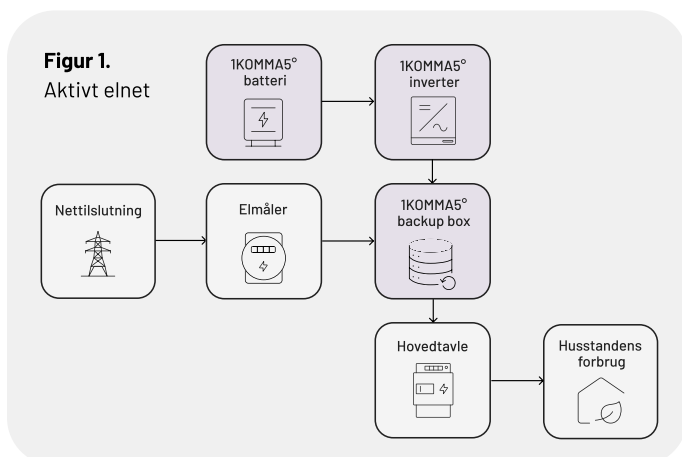 Figur 1.
Aktivt elnet
1KOMMA5°
batteri
1KOMMA5°
inverter
Nettilslutning
Elmåler
1KOMMA5°
backup box
Hovedtavle
Husstandens
forbrug